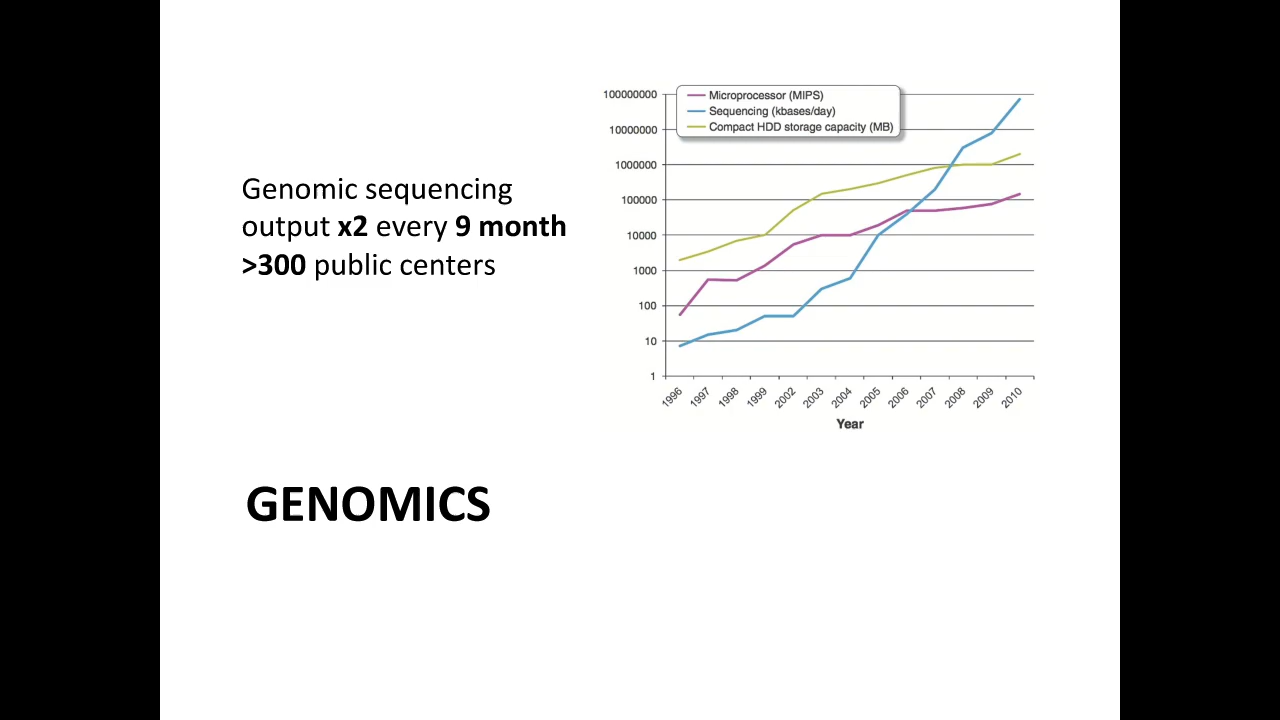 Genomic sequencing
output x2 every 9 month
>300 public centers
Microprocessor (MIPS)
Sequencing (kbases/day)
Compact HDD storage capacity (MB)
100000000
10000000
1000000
100000
10000
1000
100
10
1
1996 1997 1998 1999 2002 2003 2004 2005 2006 2007 2008 2009 2010
Year
GENOMICS